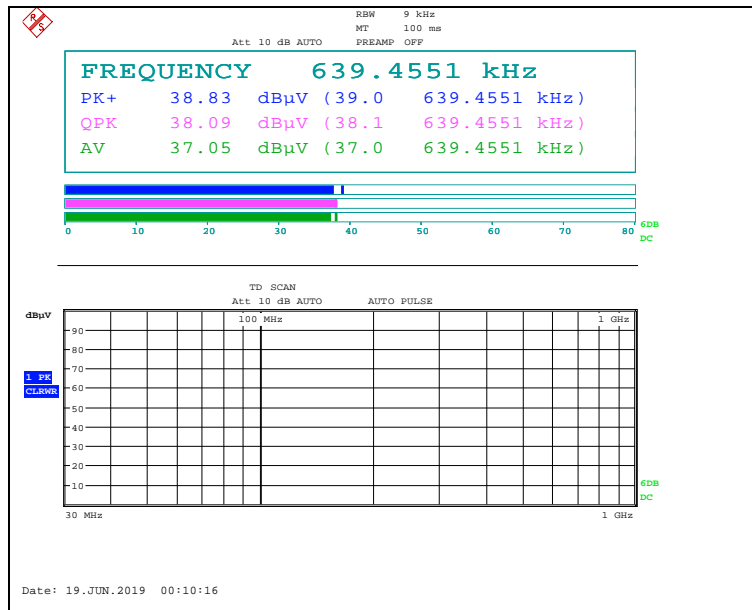 R S
RBW 9 kHz
MT 100 ms
Att 10 dB AUTO PREAMP OFF
FREQUENCY 639.4551 kHz
PK+ 38.83 dBµV (39.0 639.4551 kHz)
QPK 38.09 dBµV (38.1 639.4551 kHz)
AV 37.05 dBµV (37.0 639.4551 kHz)
0 10 20 30 40 50 60 70 80
6DB
DC
TD SCAN
Att 10 dB AUTO AUTO PULSE
dBµV
100 MHz 1 GHz
90
80
70
1 PK
60
CLRWR
50
40
30
20
10
6DB
DC
30 MHz 1 GHz
Date: 19.JUN.2019 00:10:16